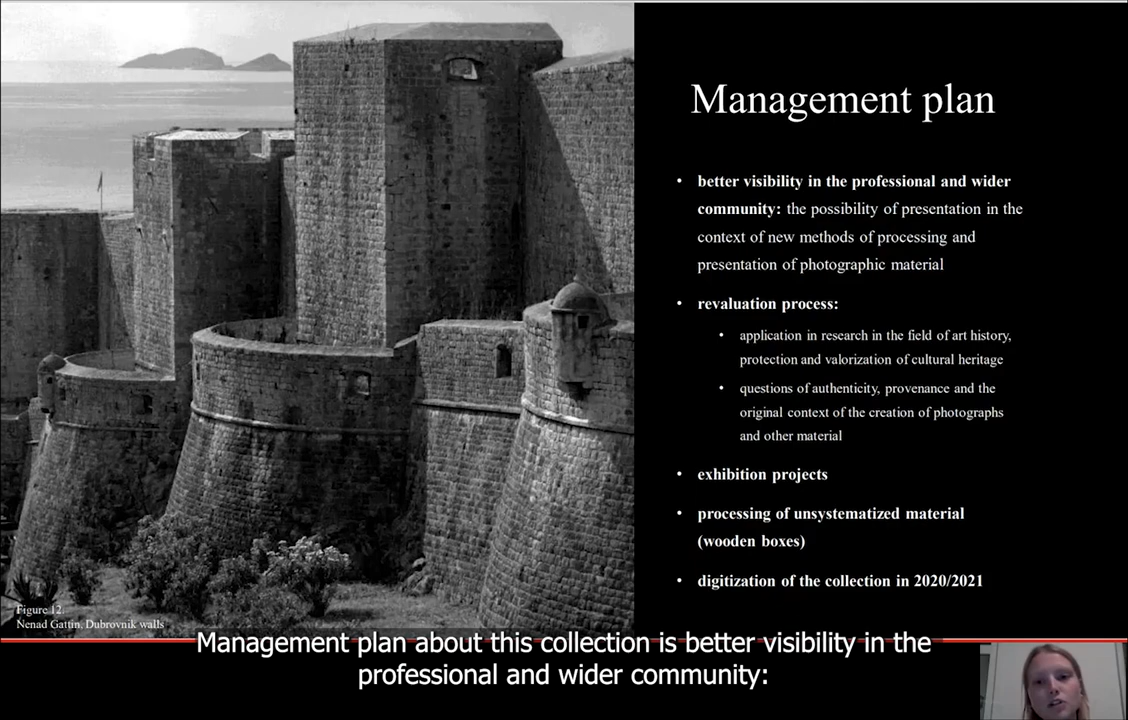 Management plan
• better visibility in the professional and wider
community: the possibility of presentation in the
context of new methods of processing and
presentation of photographic material
• revaluation process:
• application in research in the field of art history,
protection and valorization of cultural heritage
• questions of authenticity, provenance and the
original context of the creation of photographs
and other material
• exhibition projects
• processing of unsystematized material
(wooden boxes)
• digitization of the collection in 2020/2021
Figure 12.
Nenad Gattin, Dubrovnik walls
Management plan about this collection is better visibility in the
professional and wider community: